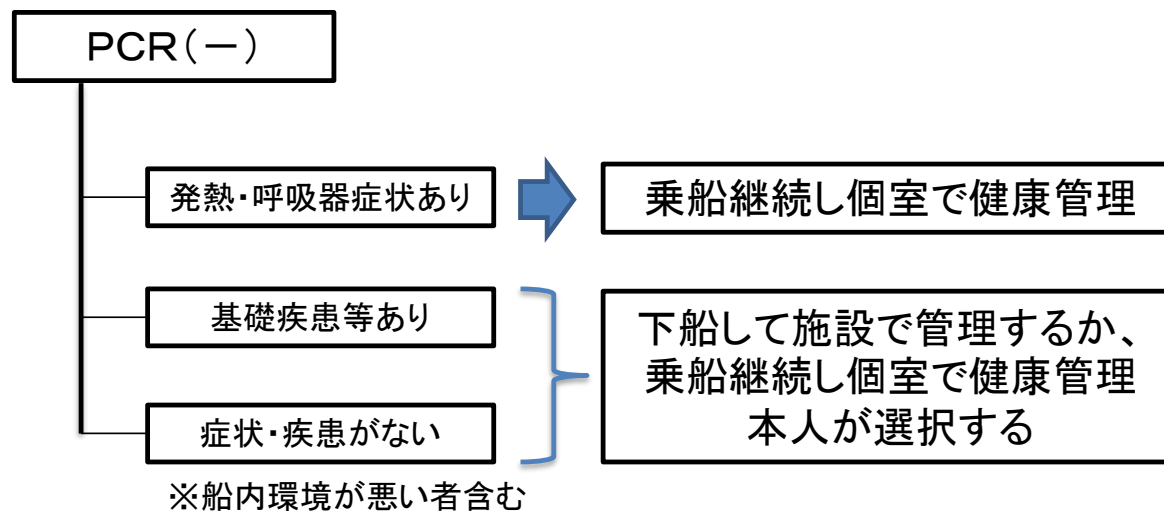 PCR(－)
発熱・呼吸器症状あり
乗船継続し個室で健康管理
基礎疾患等あり
症状・疾患がない
※船内環境が悪い者含む
下船して施設で管理するか、
乗船継続し個室で健康管理
本人が選択する